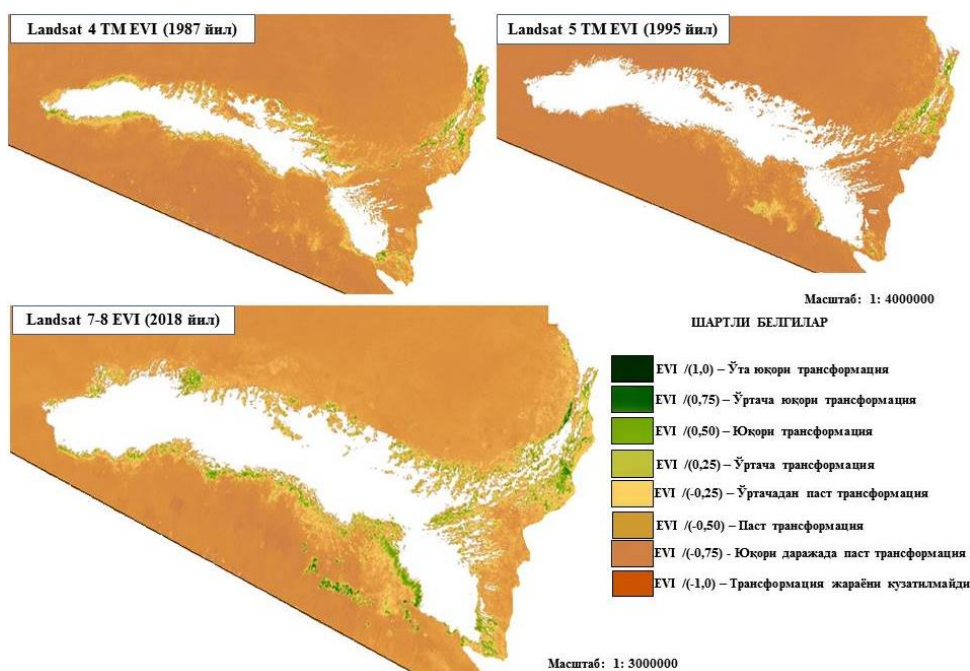 Landsat 4 TM EVI (1987 йил)
Landsat 5 TM EVI (1995 йил)
Масштаб: 1: 4000000
Landsat 7-8 EVI (2018 йил)
ШАРТЛИ БЕЛГИЛАР
EVI /(1,0) – Ўта юқори трансформация
EVI /(0,75) – Ўртача юқори трансформация
EVI /(0,50) – Юқори трансформация
EVI /(0,25) – Ўртача трансформация
EVI /(-0,25) – Ўртачадан паст трансформация
EVI /(-0,50) – Паст трансформация
EVI /(-0,75) - Юқори даражада паст трансформация
EVI /(-1,0) – Трансформация жараёни кузатилмайди
Масштаб: 1: 3000000